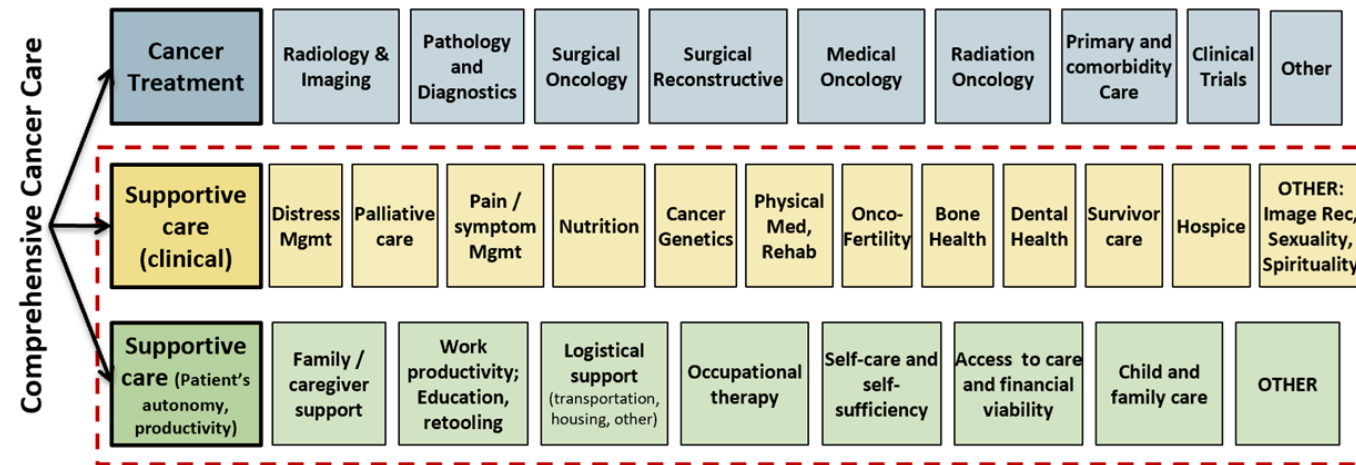 Comprehensive Cancer Care
Cancer
Treatment
Radiology &
Imaging
Pathology
and
Diagnostics
Surgical
Oncology
Surgical
Reconstructive
Medical
Oncology
Radiation
Oncology
Primary and
comorbidity
Care
Clinical
Trials
Other
Supportive
care
(clinical)
Distress
Mgmt
Palliative
care
Pain /
symptom
Mgmt
Nutrition
Cancer
Genetics
Physical
Med,
Rehab
Onco-
Fertility
Bone
Health
Dental
Health
Survivor
care
Hospice
OTHER:
Image Rec,
Sexuality,
Spirituality
Supportive
care (Patient's
autonomy,
productivity)
Family /
caregiver
support
Work
productivity;
Education,
retooling
Logistical
support
(transportation,
housing, other)
Occupational
therapy
Self-care and
self-
sufficiency
Access to care
and financial
viability
Child and
family care
OTHER